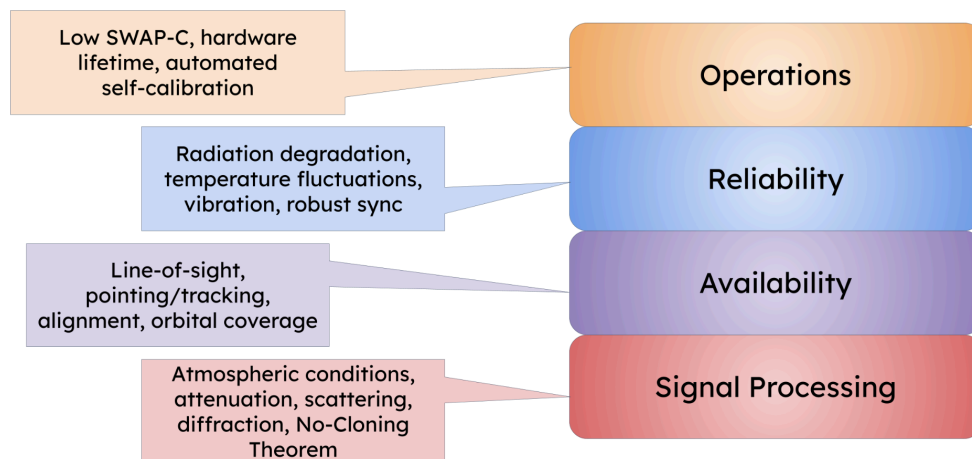 Low SWAP-C, hardware
lifetime, automated
self-calibration
Operations
Radiation degradation,
temperature fluctuations,
vibration, robust sync
Reliability
Line-of-sight,
pointing/tracking,
alignment, orbital coverage
Availability
Atmospheric conditions,
attenuation, scattering,
diffraction, No-Cloning
Theorem
Signal Processing